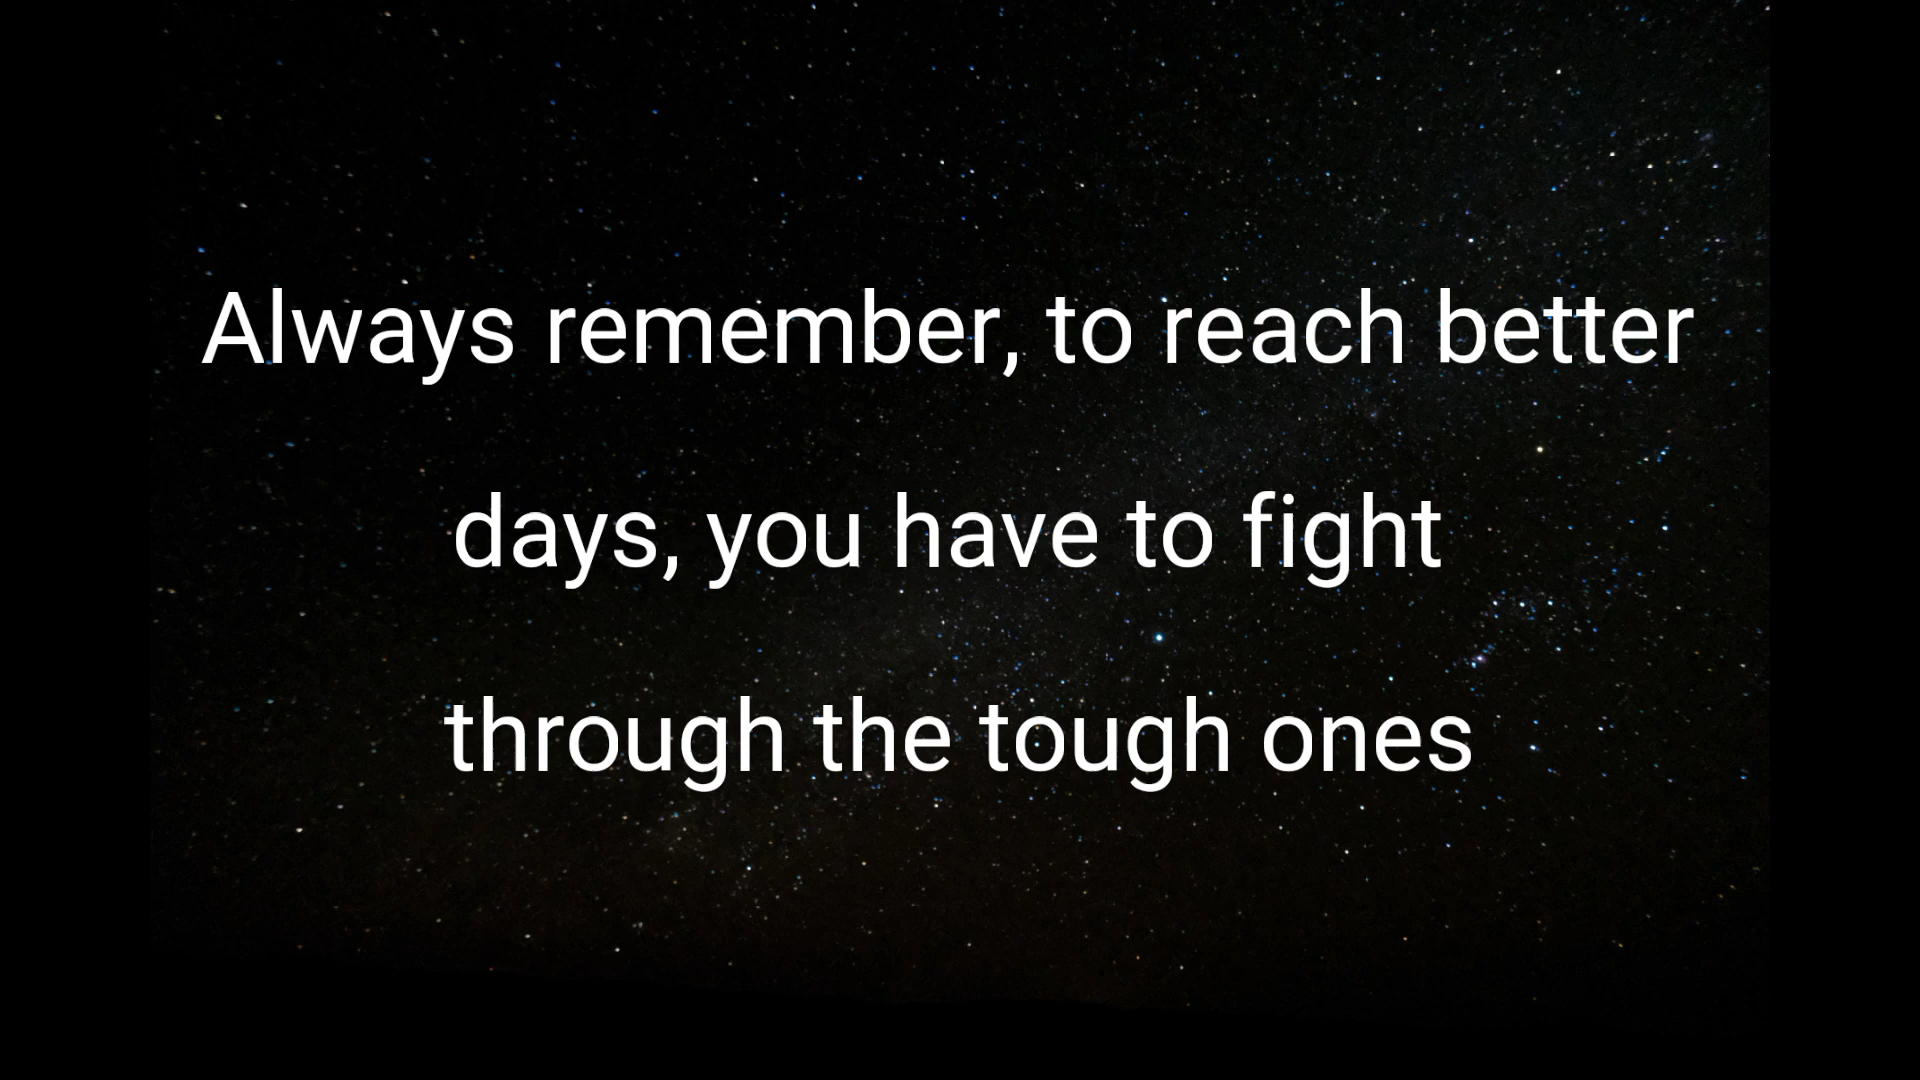 Always remember, to reach better
days, you have to fight
through the tough ones